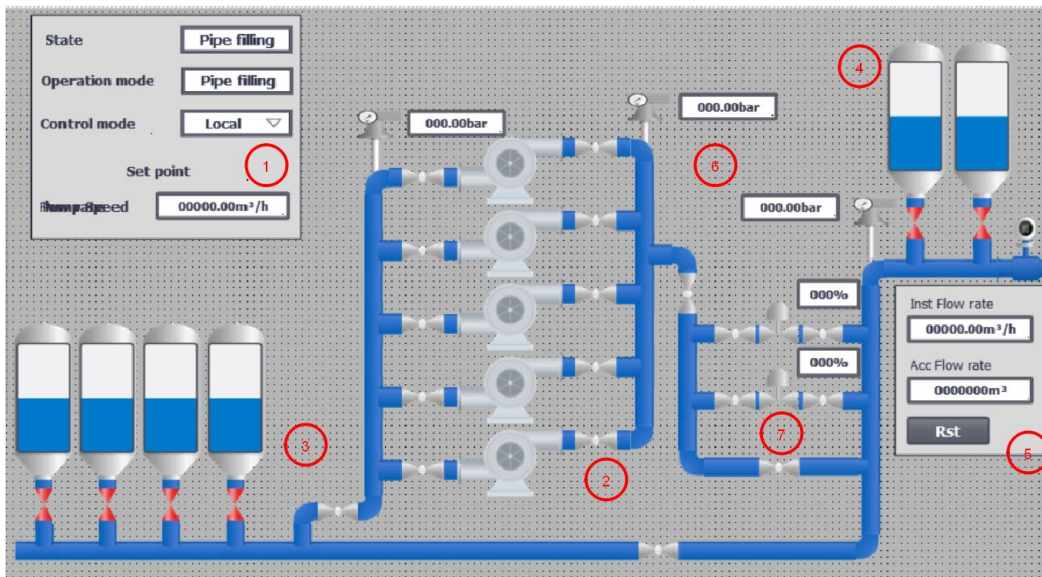 State
Pipe filling
Operation mode
Pipe filling
Control mode
Local
1
Set point
Speed
00000.00m³/h
000.00bar
000.00bar
6
4
000.00bar
000%
Inst Flow rate
00000.00m³/h
000%
Acc Flow rate
0000000m³
Rst
3
7
5
2